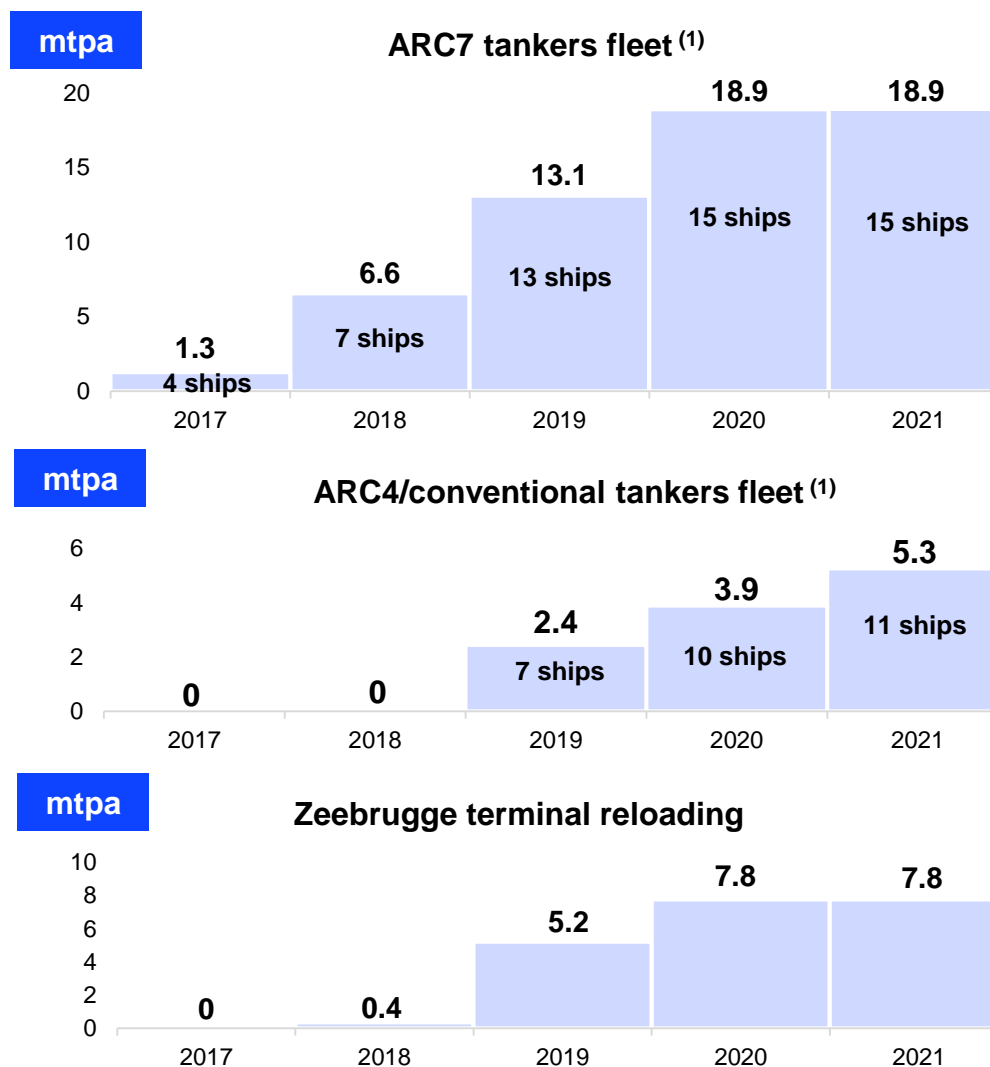 mtpa
ARC7 tankers fleet (1)
20
15
10
5
0
1.3
6.6
13.1
18.9
18.9
4 ships
7 ships
13 ships
15 ships
15 ships
2017 2018 2019 2020 2021
mtpa
ARC4/conventional tankers fleet (1)
6
4
2
0
0
0
2.4
3.9
5.3
7 ships
10 ships
11 ships
2017 2018 2019 2020 2021
mtpa
Zeebrugge terminal reloading
10
8
6
4
2
0
0
0.4
5.2
7.8
7.8
2017 2018 2019 2020 2021